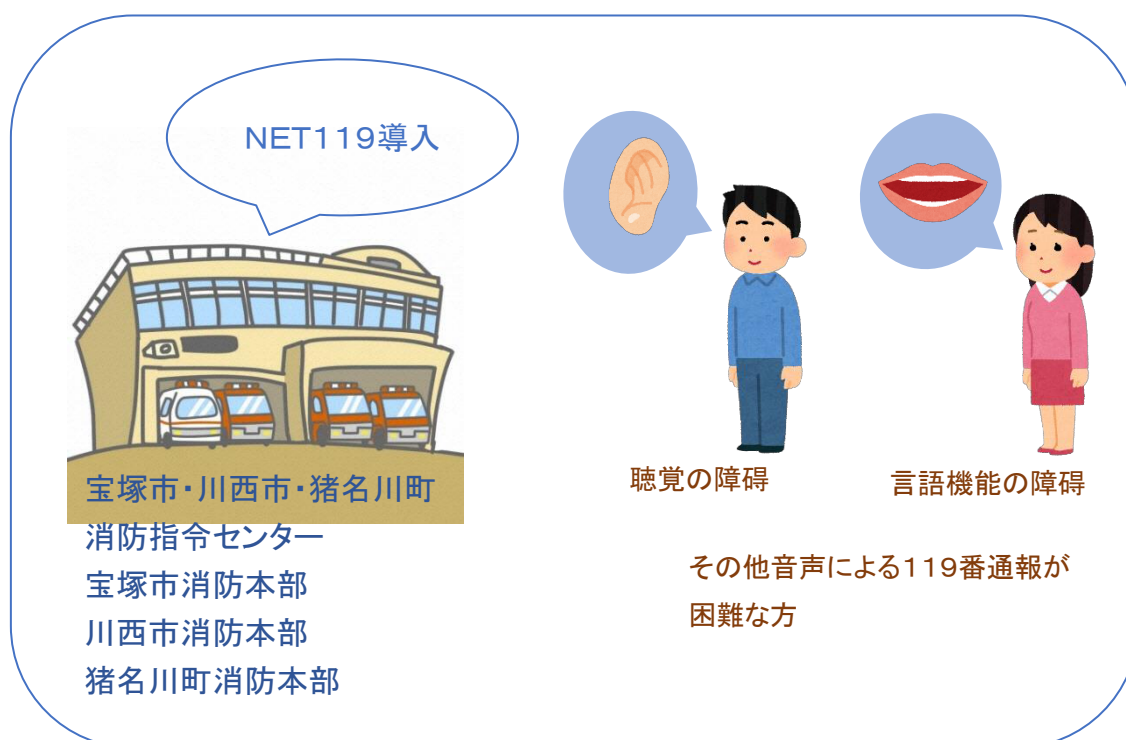 NET119導入
宝塚市・川西市・猪名川町
消防指令センター
宝塚市消防本部
川西市消防本部
猪名川町消防本部
聴覚の障碍
言語機能の障碍
その他音声による119番通報が
困難な方